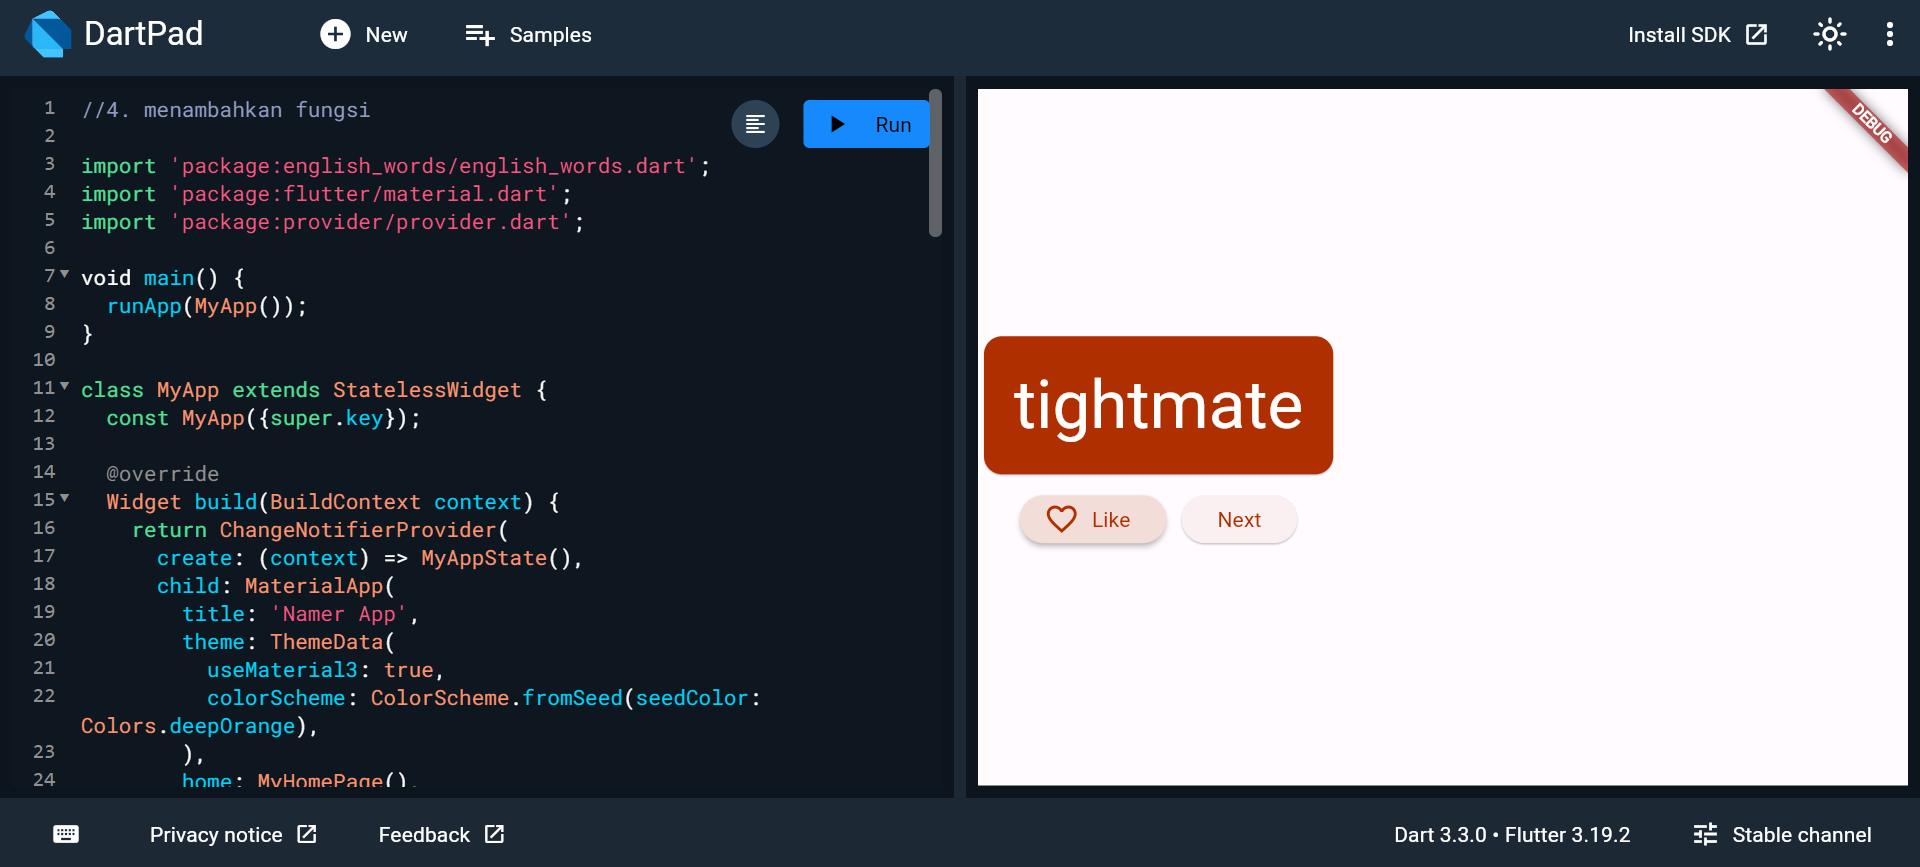 DartPad
New
Samples
Install SDK
1 //4. menambahkan fungsi
2
3 import 'package:english_words/english_words.dart';
4 import 'package:flutter/material.dart';
5 import 'package:provider/provider.dart';
6
7 void main() {
8   runApp(MyApp());
9 }
10
11 class MyApp extends StatelessWidget {
12   const MyApp({super.key});
13
14   @override
15   Widget build(BuildContext context) {
16     return ChangeNotifierProvider(
17       create: (context) => MyAppState(),
18       child: MaterialApp(
19         title: 'Namer App',
20         theme: ThemeData(
21           useMaterial3: true,
22           colorScheme: ColorScheme.fromSeed(seedColor:
Colors.deepOrange),
23         ),
24         home: MyHomePage(),
Run
DEBUG
tightmate
Like
Next
Privacy notice
Feedback
Dart 3.3.0 • Flutter 3.19.2
Stable channel